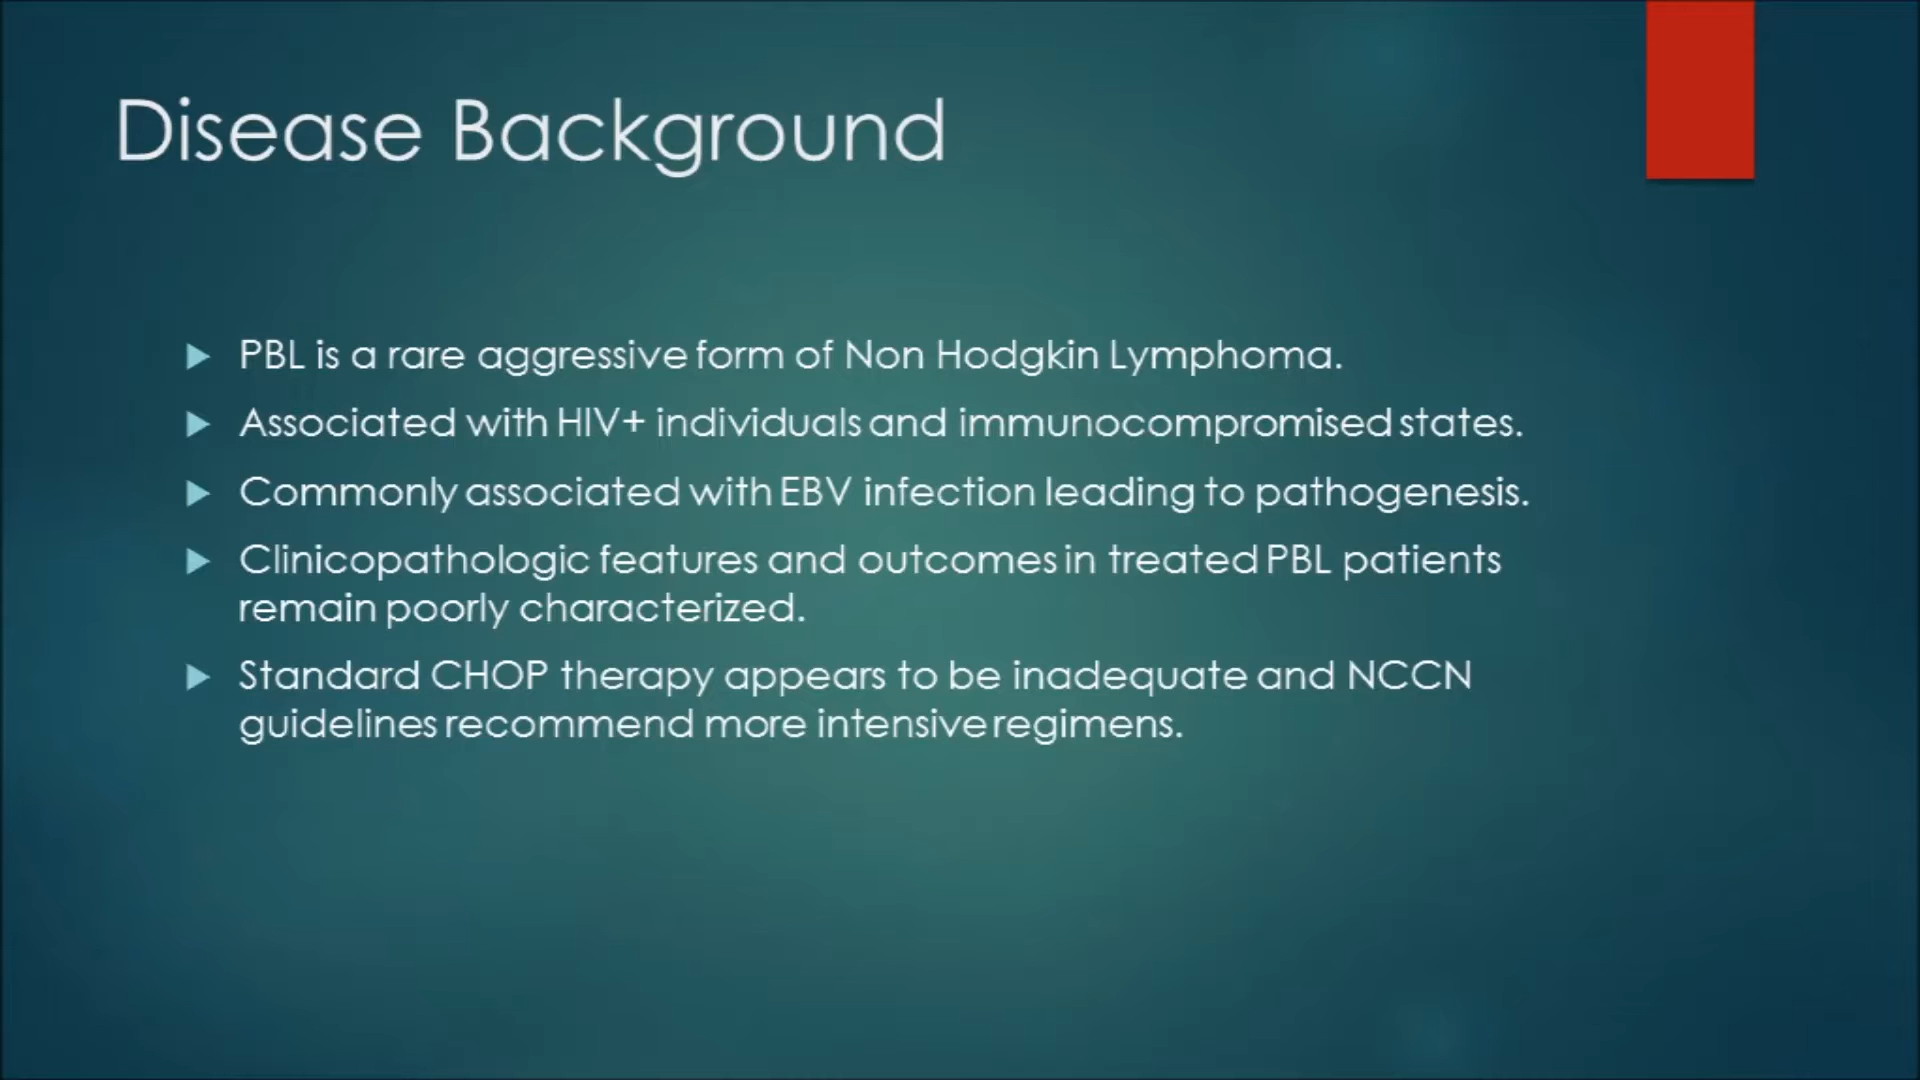 Disease Background
PBL is a rare aggressive form of Non Hodgkin Lymphoma.
Associated with HIV+ individuals and immunocompromised states.
Commonly associated with EBV infection leading to pathogenesis.
Clinicopathologic features and outcomes in treated PBL patients
remain poorly characterized.
Standard CHOP therapy appears to be inadequate and NCCN
guidelines recommend more intensive regimens.